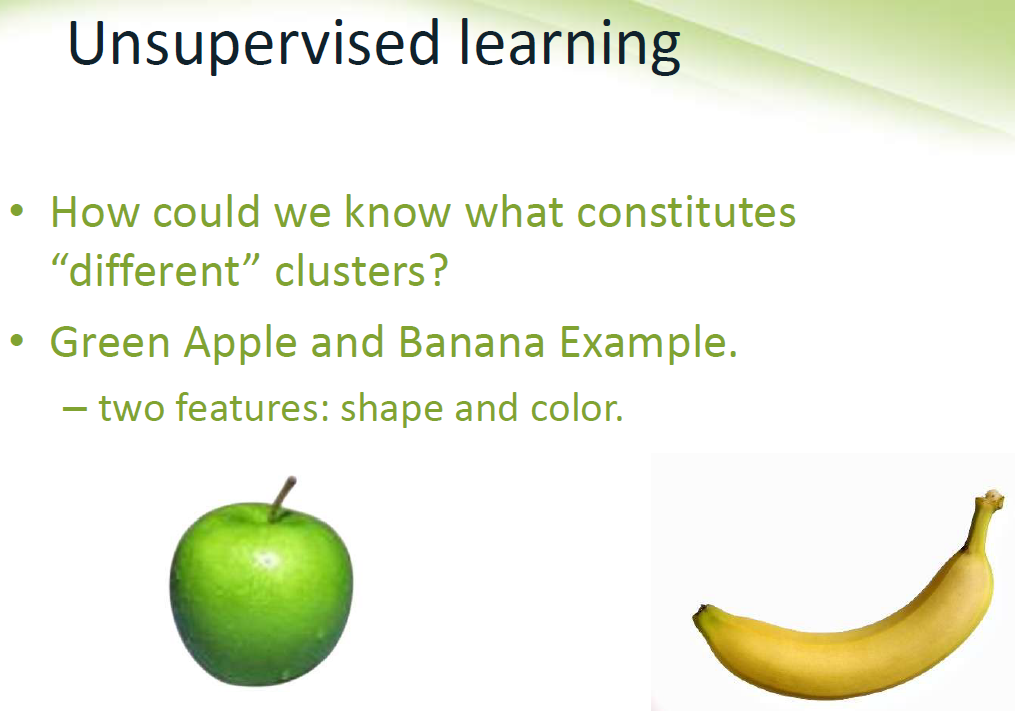 Unsupervised learning
• How could we know what constitutes
“different” clusters?
• Green Apple and Banana Example.
– two features: shape and color.